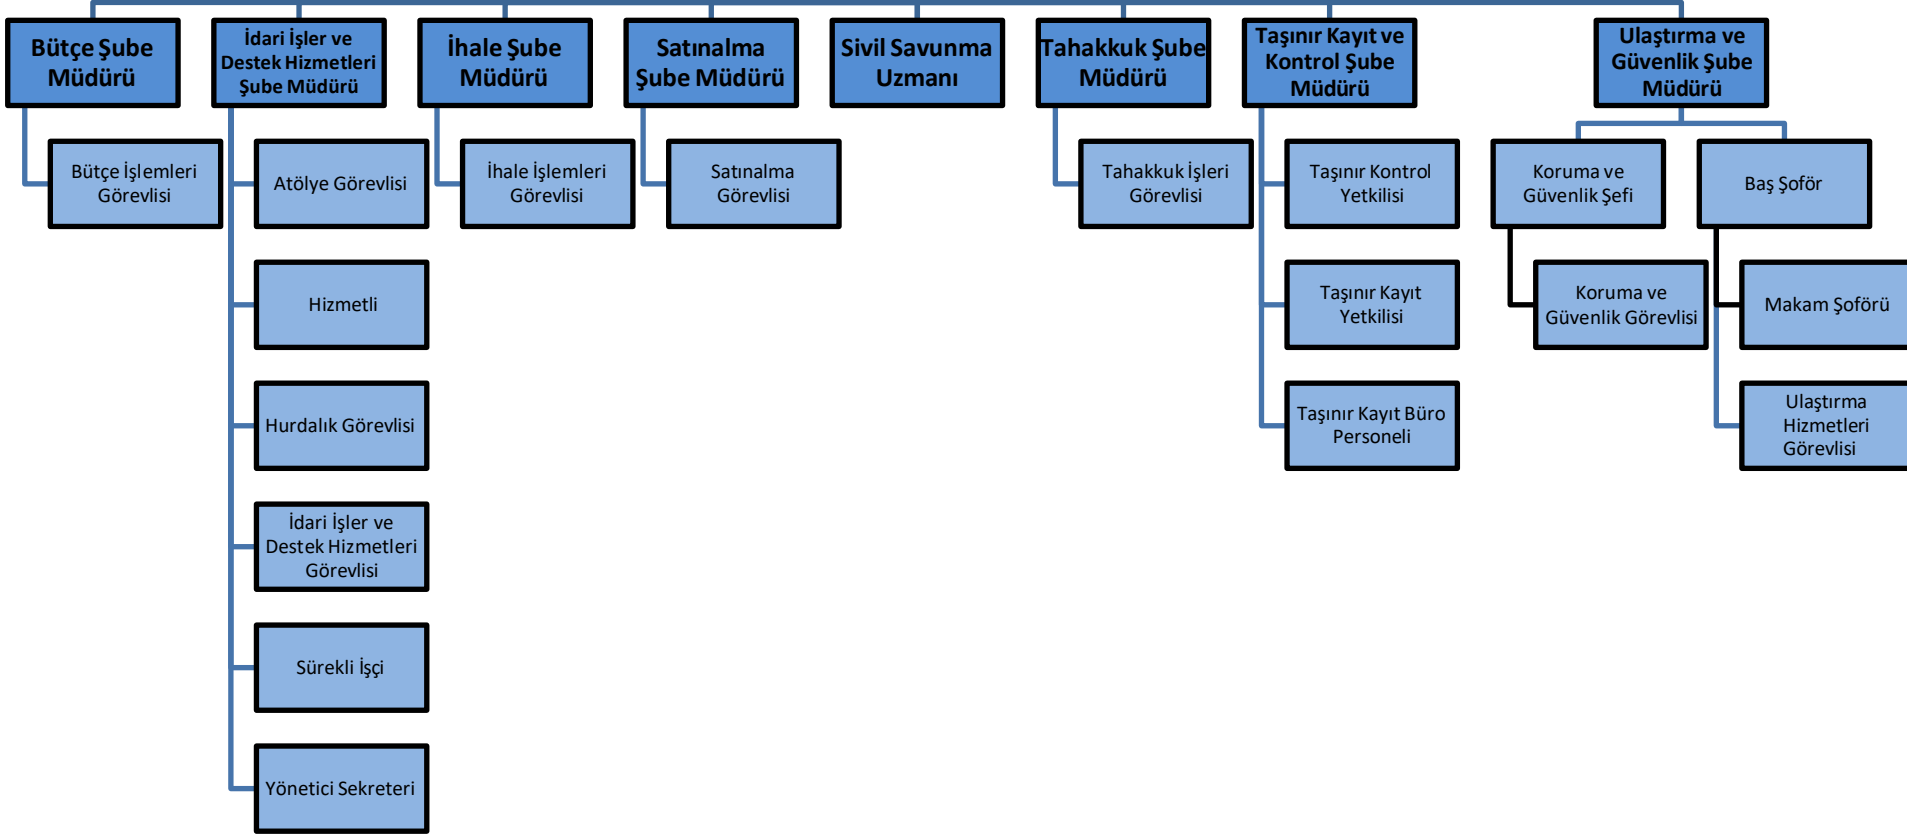 Bütçe Şube
Müdürü
İdari İşler ve
Destek Hizmetleri
Şube Müdürü
İhale Şube
Müdürü
Satınalma
Şube Müdürü
Sivil Savunma
Uzmanı
Tahakkuk Şube
Müdürü
Taşınır Kayıt ve
Kontrol Şube
Müdürü
Ulaştırma ve
Güvenlik Şube
Müdürü
Bütçe İşlemleri
Görevlisi
Atölye Görevlisi
İhale İşlemleri
Görevlisi
Satınalma
Görevlisi
Tahakkuk İşleri
Görevlisi
Taşınır Kontrol
Yetkilisi
Koruma ve
Güvenlik Şefi
Baş Şoför
Hizmetli
Taşınır Kayıt
Yetkilisi
Koruma ve
Güvenlik Görevlisi
Makam Şoförü
Hurdalık Görevlisi
Taşınır Kayıt Büro
Personeli
Ulaştırma
Hizmetleri
Görevlisi
İdari İşler ve
Destek Hizmetleri
Görevlisi
Sürekli İşçi
Yönetici Sekreteri